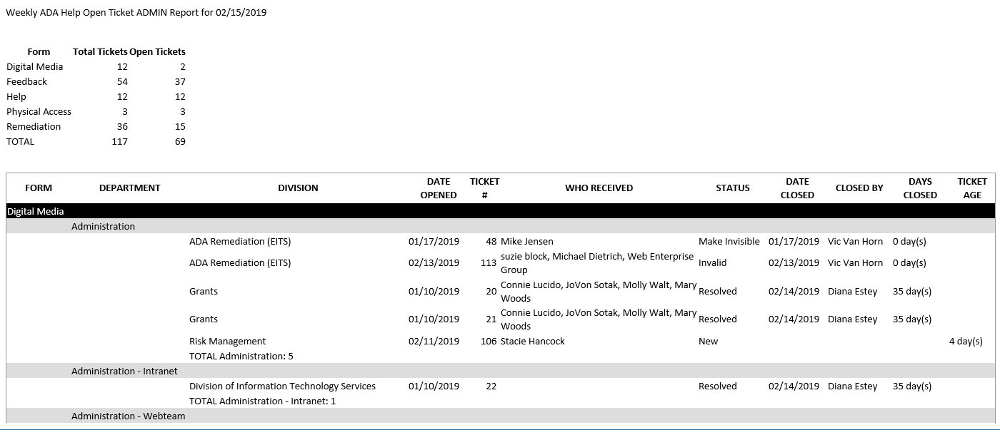 Weekly ADA Help Open Ticket ADMIN Report for 02/15/2019
Form Total Tickets Open Tickets
Digital Media 12 2
Feedback 54 37
Help 12 12
Physical Access 3 3
Remediation 36 15
TOTAL 117 69
FORM DEPARTMENT DIVISION DATE OPENED TICKET # WHO RECEIVED STATUS DATE CLOSED CLOSED BY DAYS CLOSED TICKET AGE
Digital Media
Administration
ADA Remediation (EITS) 01/17/2019 48 Mike Jensen Make Invisible 01/17/2019 Vic Van Horn 0 day(s)
ADA Remediation (EITS) 02/13/2019 113 suzie block, Michael Dietrich, Web Enterprise Group Invalid 02/13/2019 Vic Van Horn 0 day(s)
Grants 01/10/2019 20 Connie Lucido, JoVon Sotak, Molly Walt, Mary Woods Resolved 02/14/2019 Diana Estey 35 day(s)
Grants 01/10/2019 21 Connie Lucido, JoVon Sotak, Molly Walt, Mary Woods Resolved 02/14/2019 Diana Estey 35 day(s)
Risk Management 02/11/2019 106 Stacie Hancock New 4 day(s)
TOTAL Administration: 5
Administration - Intranet
Division of Information Technology Services 01/10/2019 22 Resolved 02/14/2019 Diana Estey 35 day(s)
TOTAL Administration - Intranet: 1
Administration - Webteam